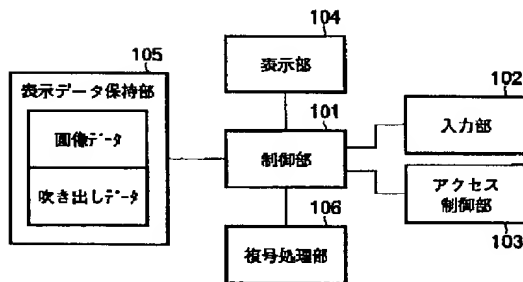 104
表示部
105
表示データ保持部
画像データ
吹き出しデータ
101
制御部
102
入力部
アクセス
制御部
103
106
復号処理部